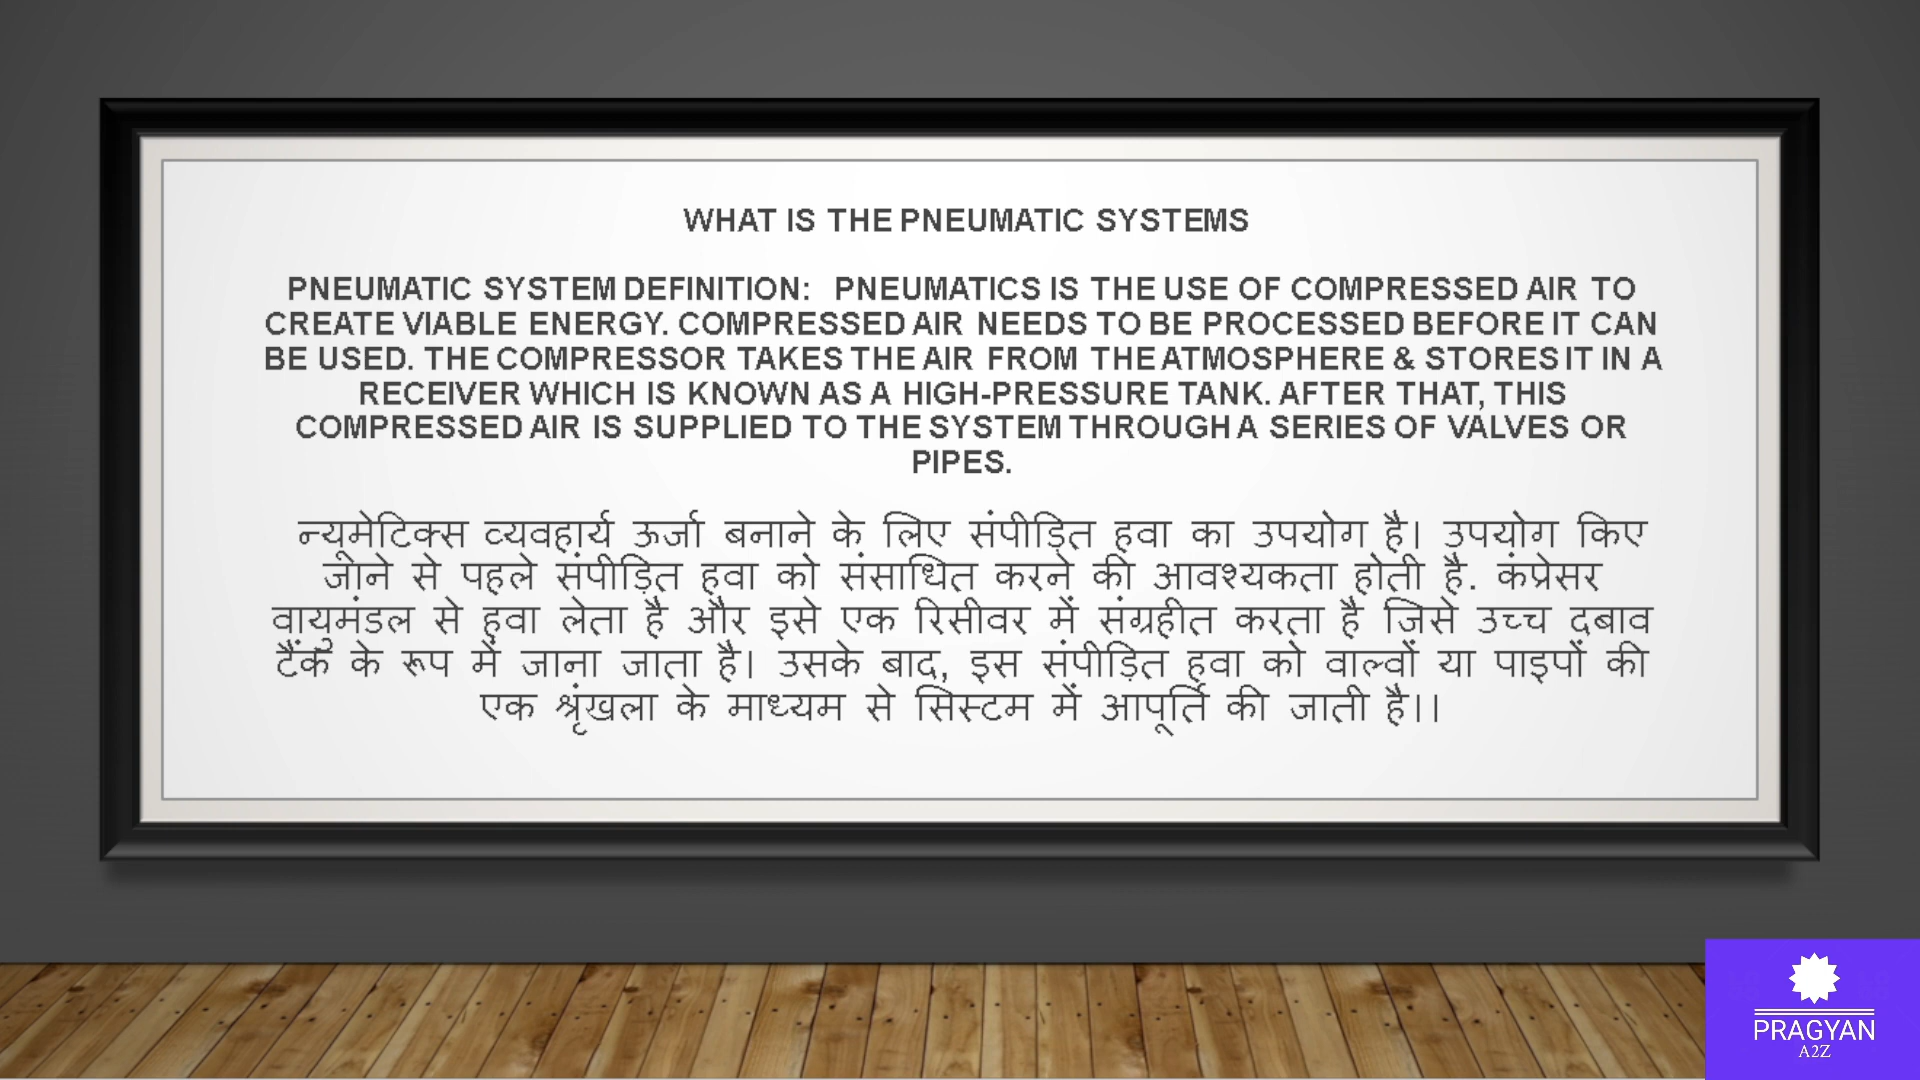 WHAT IS THE PNEUMATIC SYSTEMS
PNEUMATIC SYSTEM DEFINITION: PNEUMATICS IS THE USE OF COMPRESSED AIR TO
CREATE VIABLE ENERGY. COMPRESSED AIR NEEDS TO BE PROCESSED BEFORE IT CAN
BE USED. THE COMPRESSOR TAKES THE AIR FROM THE ATMOSPHERE & STORES IT IN A
RECEIVER WHICH IS KNOWN AS A HIGH-PRESSURE TANK. AFTER THAT, THIS
COMPRESSED AIR IS SUPPLIED TO THE SYSTEM THROUGH A SERIES OF VALVES OR
PIPES.
न्यूमेटिक्स व्यवहार्य ऊर्जा बनाने के लिए संपीड़ित हवा का उपयोग है। उपयोग किए
जाने से पहले संपीड़ित हवा को संसाधित करने की आवश्यकता होती है. कंप्रेसर
वायुमंडल से हवा लेता है और इसे एक रिसीवर में संग्रहीत करता है जिसे उच्च दबाव
टैंक के रूप में जाना जाता है। उसके बाद, इस संपीड़ित हवा को वाल्वों या पाइपों की
एक श्रृंखला के माध्यम से सिस्टम में आपूर्ति की जाती है।।
PRAGYAN
A2Z